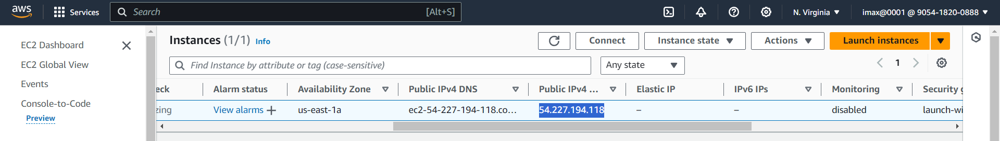 aws Services Search [Alt+S] N. Virginia imax@0001 @ 9054-1820-0888
EC2 Dashboard
EC2 Global View
Events
Console-to-Code
Preview
Instances (1/1) Info Connect Instance state Actions Launch instances
Find Instance by attribute or tag (case-sensitive) Any state 1
eck Alarm status Availability Zone Public IPv4 DNS Public IPv4 ... Elastic IP IPv6 IPs Monitoring Security g
zing View alarms + us-east-1a ec2-54-227-194-118.co... 54.227.194.118 – – disabled launch-wi